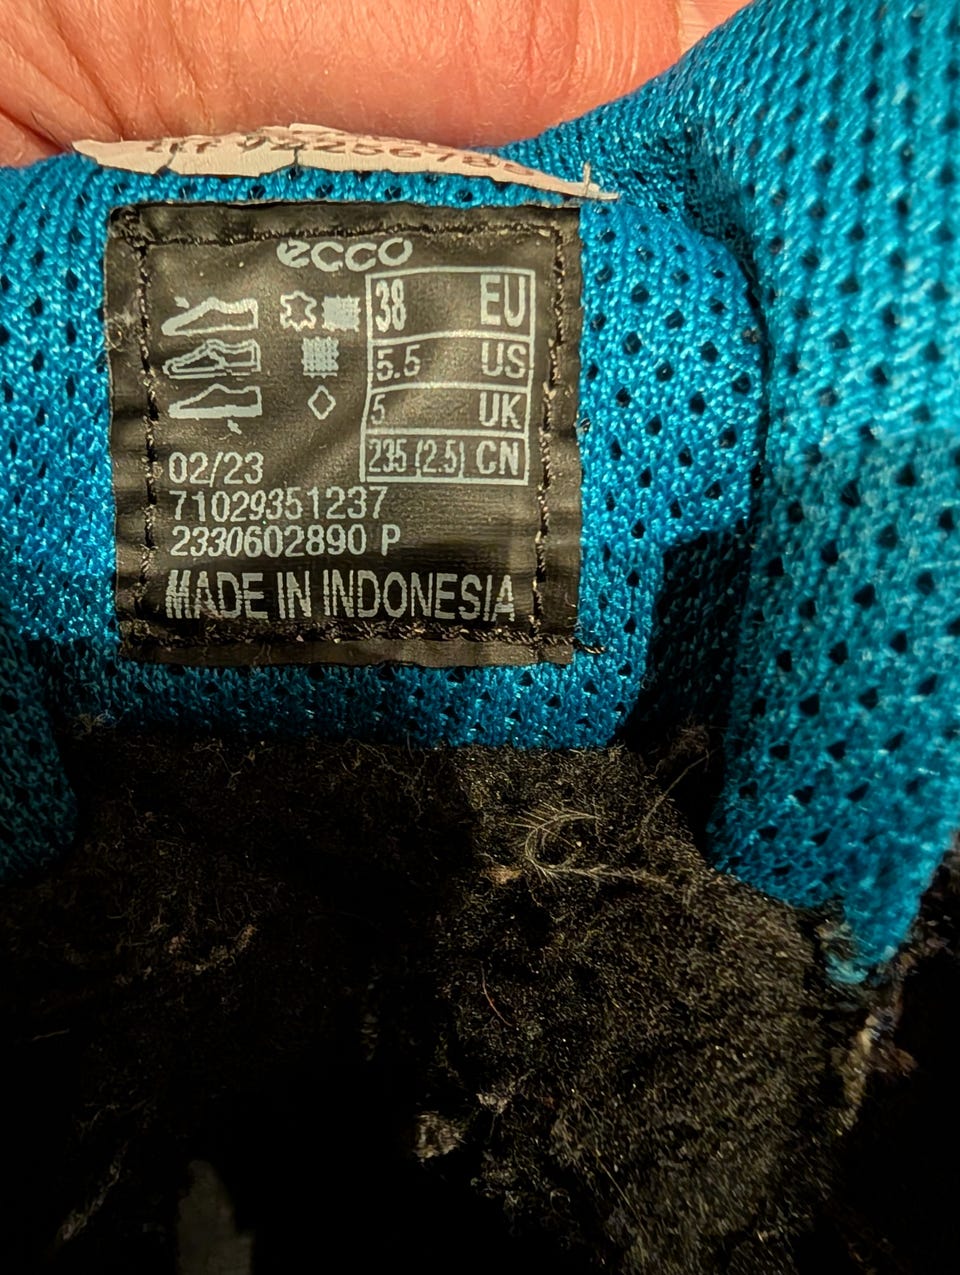 ecco
38 EU
5.5 US
5 UK
235 (2.5) CN
02/23
71029351237
2330602890 P
MADE IN INDONESIA